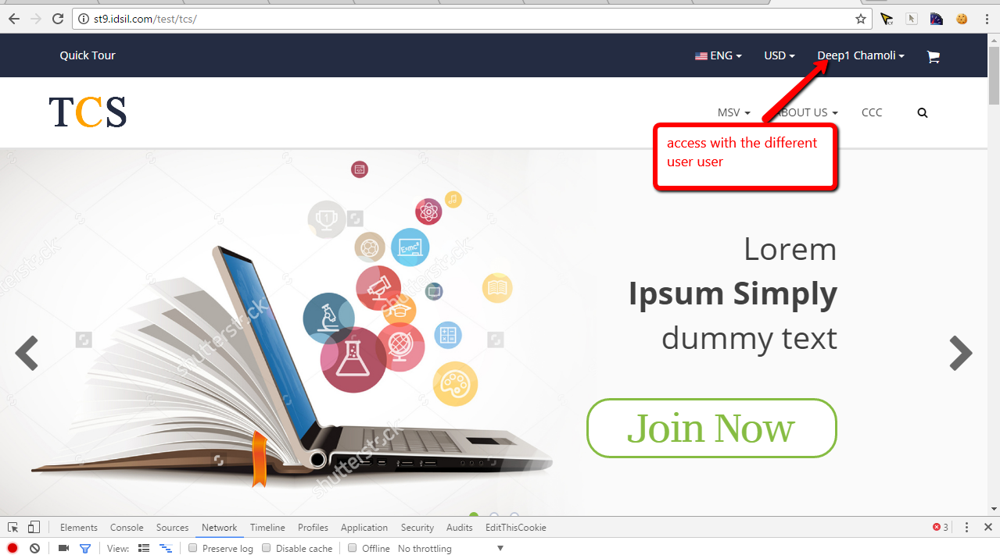 st9.idsil.com/test/tcs/
Quick Tour
ENG
USD
Deep1 Chamoli
TCS
MSV
ABOUT US
CCC
access with the different
user user
1
E=mc²
shutterstock
shutterstock
shutterstock
Lorem
Ipsum Simply
dummy text
Join Now
Elements
Console
Sources
Network
Timeline
Profiles
Application
Security
Audits
EditThisCookie
3
View:
Preserve log
Disable cache
Offline
No throttling